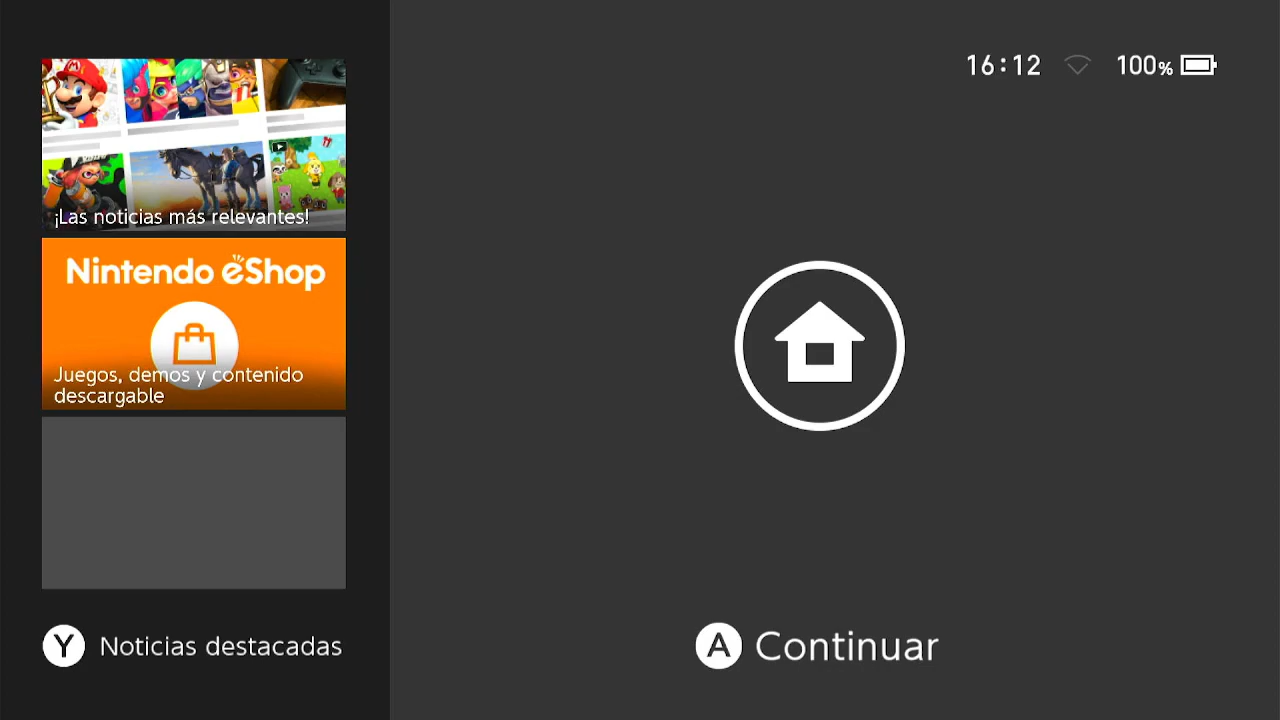 16:12
100%
¡Las noticias más relevantes!
Nintendo eShop
Juegos, demos y contenido
descargable
Y Noticias destacadas
A Continuar